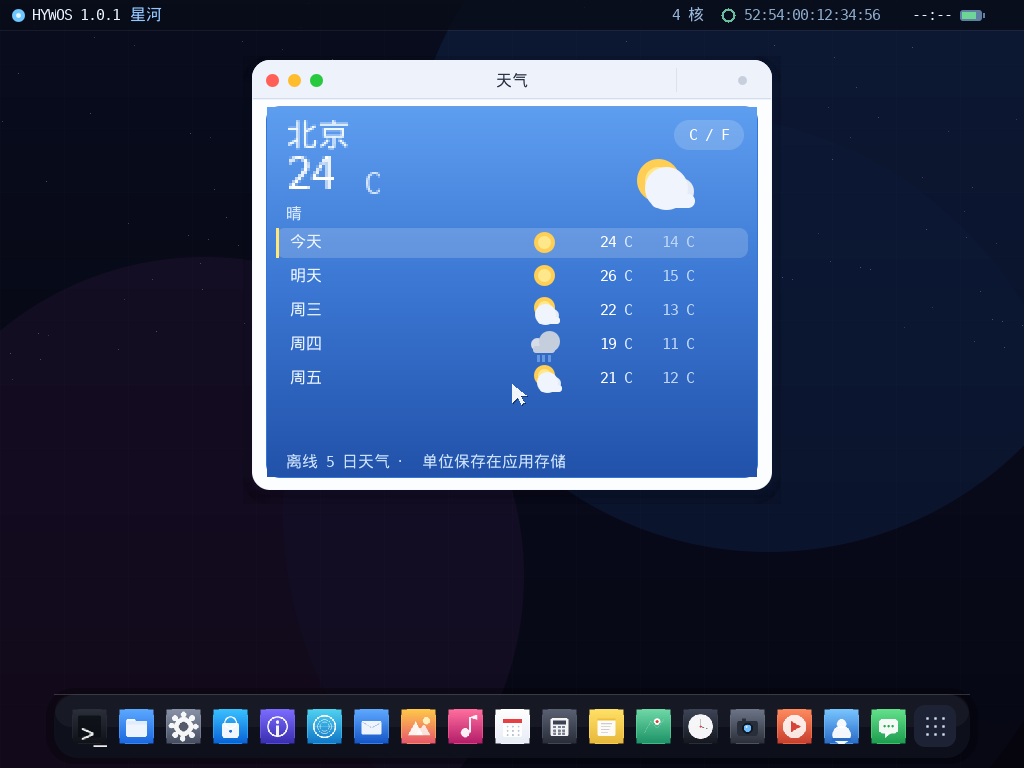 HYWOS 1.0.1 星河
4 核 52:54:00:12:34:56 --:--
天气
北京
C / F
24 C
晴
今天 24 C 14 C
明天 26 C 15 C
周三 22 C 13 C
周四 19 C 11 C
周五 21 C 12 C
离线 5 日天气 · 单位保存在应用存储
>_